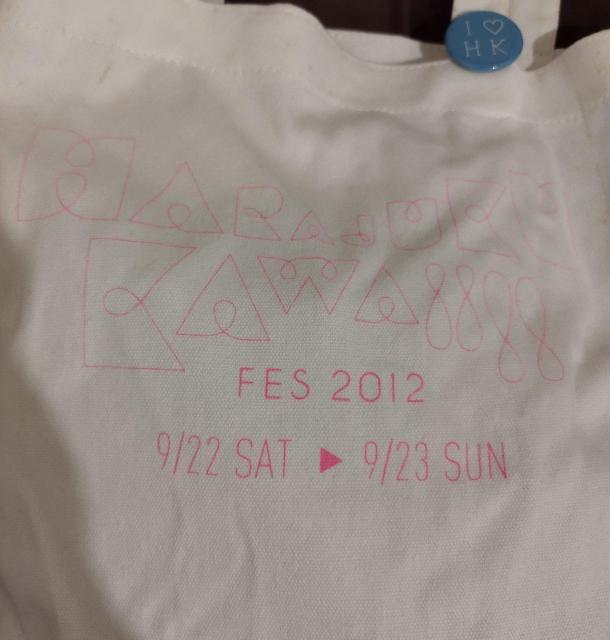 I ♡
HK
HARAJUKU
KAWAii!!
FES 2012
9/22 SAT ▶ 9/23 SUN